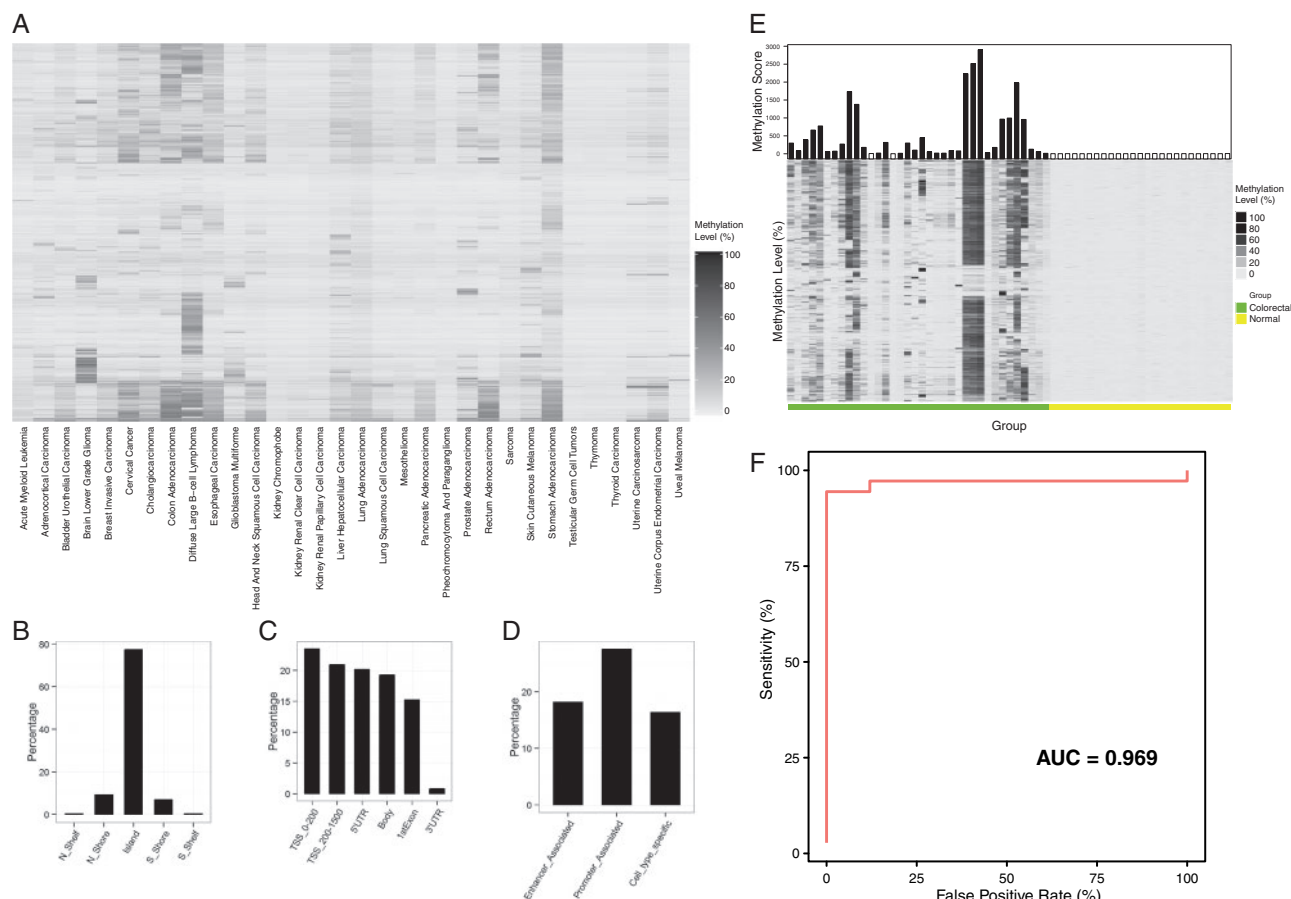 A
Methylation
Level (%)
100
80
60
40
20
0
Acute Myeloid Leukemia
Adrenocortical Carcinoma
Bladder Urothelial Carcinoma
Brain Lower Grade Glioma
Breast Invasive Carcinoma
Cervical Cancer
Cholangiocarcinoma
Colon Adenocarcinoma
Diffuse Large B-cell Lymphoma
Esophageal Carcinoma
Glioblastoma Multiforme
Head And Neck Squamous Cell Carcinoma
Kidney Chromophobe
Kidney Renal Clear Cell Carcinoma
Kidney Renal Papillary Cell Carcinoma
Liver Hepatocellular Carcinoma
Lung Adenocarcinoma
Lung Squamous Cell Carcinoma
Mesothelioma
Pancreatic Adenocarcinoma
Pheochromocytoma And Paraganglioma
Prostate Adenocarcinoma
Rectum Adenocarcinoma
Sarcoma
Skin Cutaneous Melanoma
Stomach Adenocarcinoma
Testicular Germ Cell Tumors
Thymoma
Thyroid Carcinoma
Uterine Carcinosarcoma
Uterine Corpus Endometrial Carcinoma
Uveal Melanoma
B
Percentage
80
60
40
20
0
N_Shelf
N_Shore
Island
S_Shore
S_Shelf
C
Percentage
20
15
10
5
0
TSS_0-200
TSS_200-1500
5'UTR
Body
1stExon
3'UTR
D
Percentage
20
10
0
Enhancer_Associated
Promoter_Associated
Cell_type_specific
E
Methylation Score
3000
2500
2000
1500
1000
500
0
Methylation Level (%)
Group
Methylation
Level (%)
100
80
60
40
20
0
Group
Colorectal
Normal
F
Sensitivity (%)
100
75
50
25
0
AUC = 0.969
0
25
50
75
100
False Positive Rate (%)